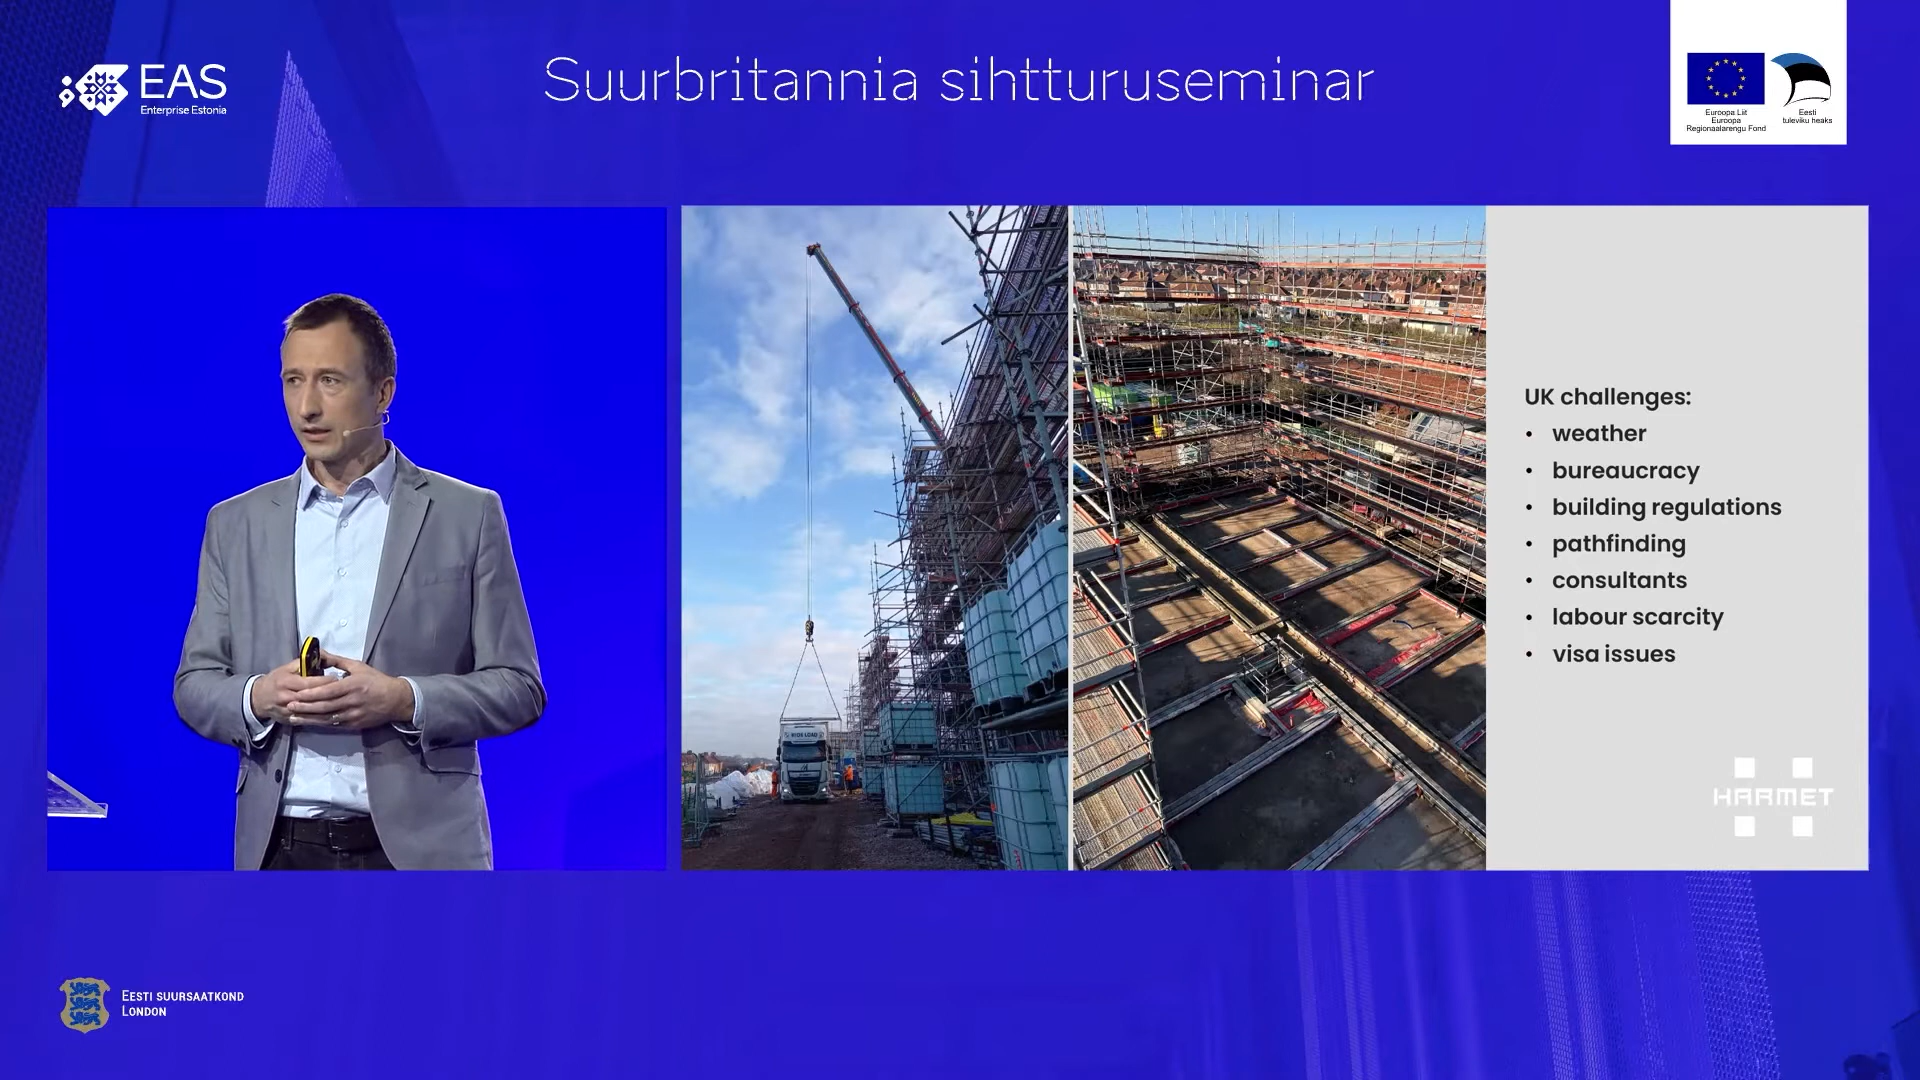 EAS
Enterprise Estonia
Suurbritannia sihtturuseminar
Euroopa Liit
Euroopa
Regionaalarengu Fond
Eesti
tuleviku heaks
UK challenges:
• weather
• bureaucracy
• building regulations
• pathfinding
• consultants
• labour scarcity
• visa issues
HARMET
EESTI SUURSAATKOND
LONDON